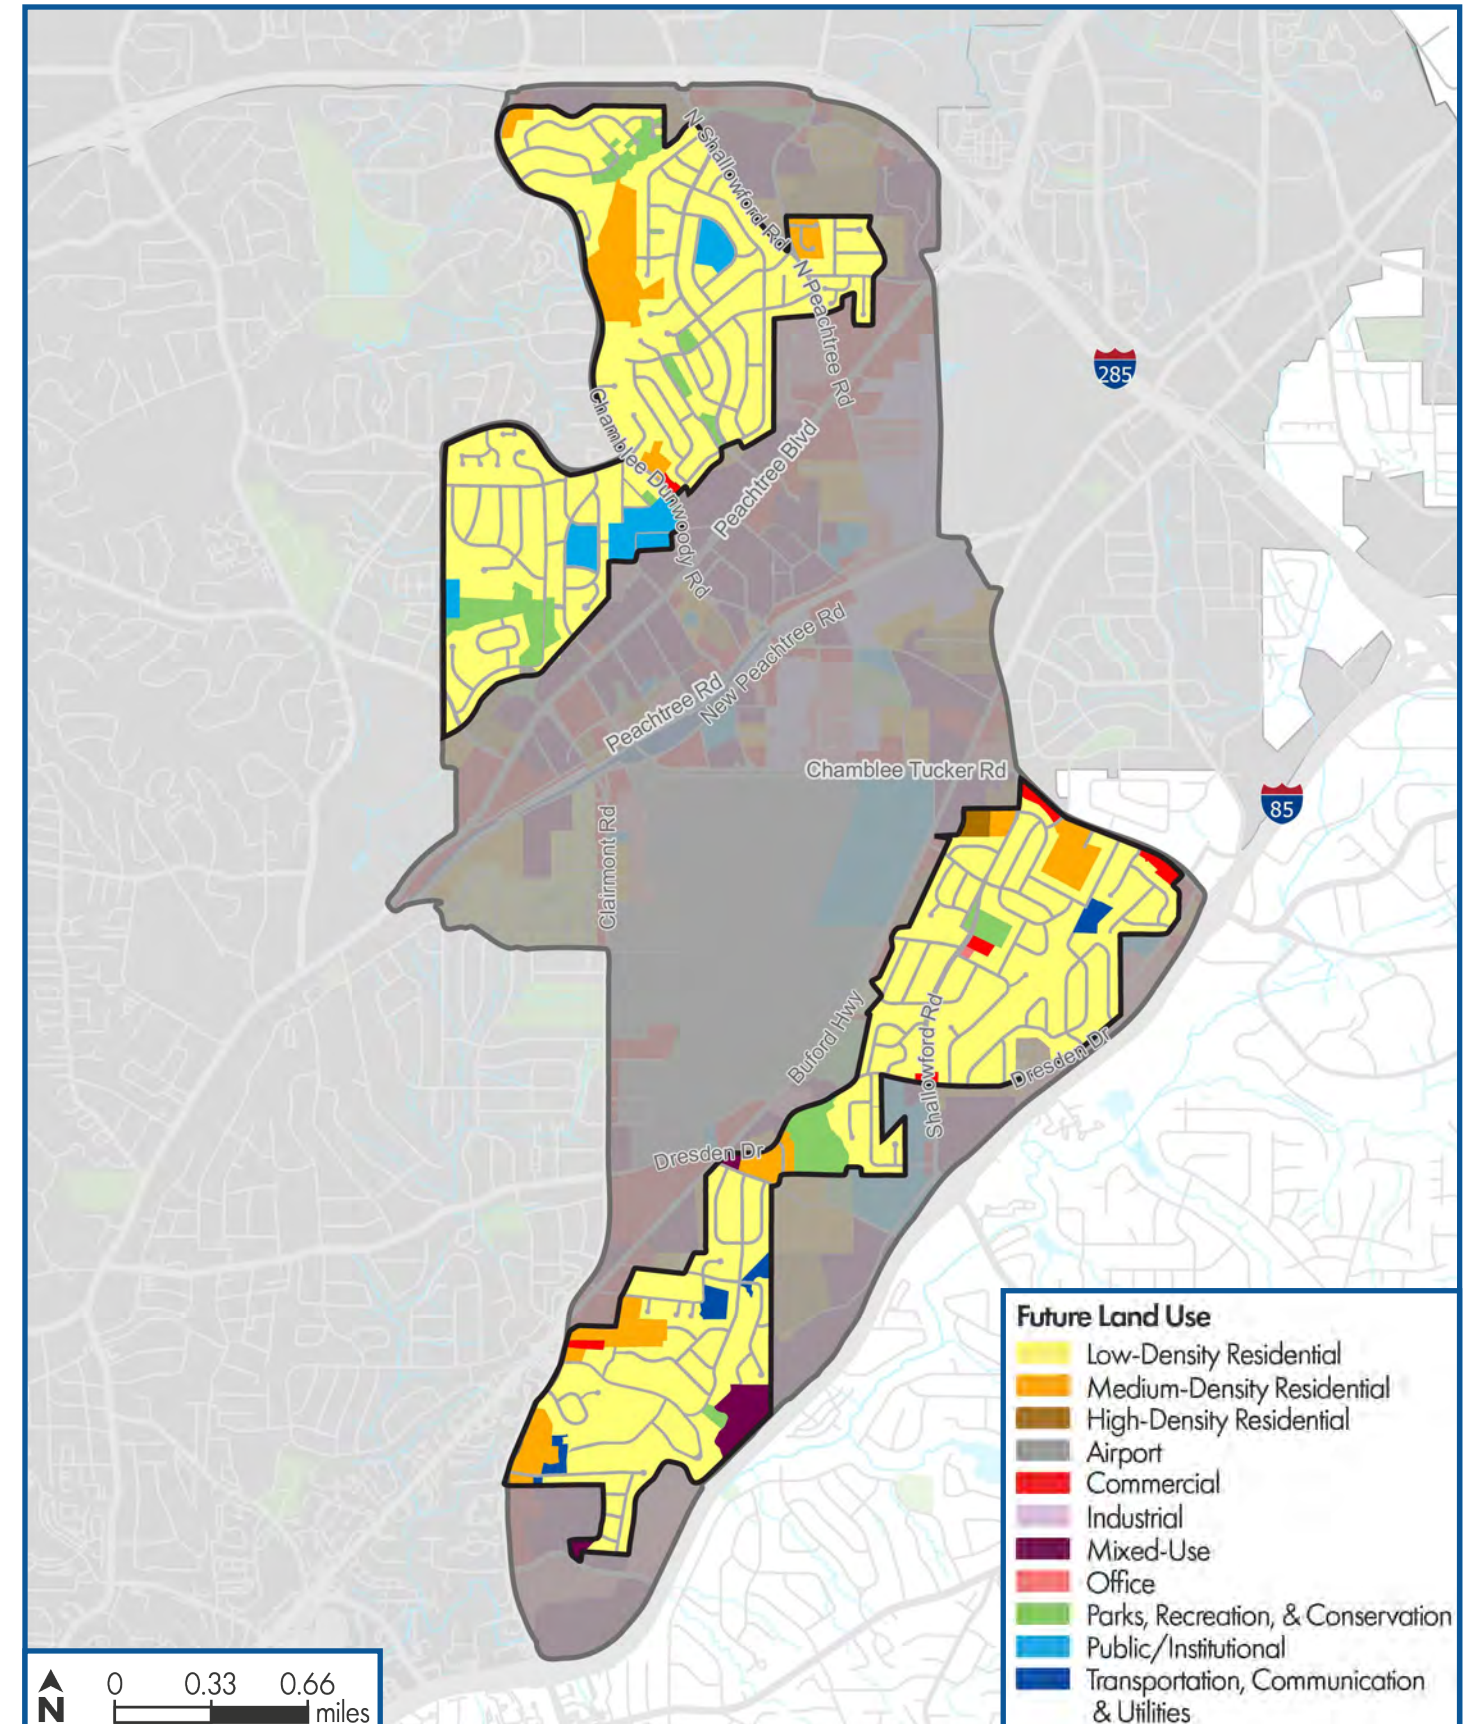 N Shallowford Rd
N Peachtree Rd
285
Chamblee Dunwoody Rd
Peachtree Blvd
New Peachtree Rd
Peachtree Rd
Chamblee Tucker Rd
85
Clairmont Rd
Buford Hwy
Shallowford Rd
Dresden Dr
Dresden Dr
Future Land Use
Low-Density Residential
Medium-Density Residential
High-Density Residential
Airport
Commercial
Industrial
Mixed-Use
Office
Parks, Recreation, & Conservation
Public/Institutional
Transportation, Communication
& Utilities
N
0 0.33 0.66
miles